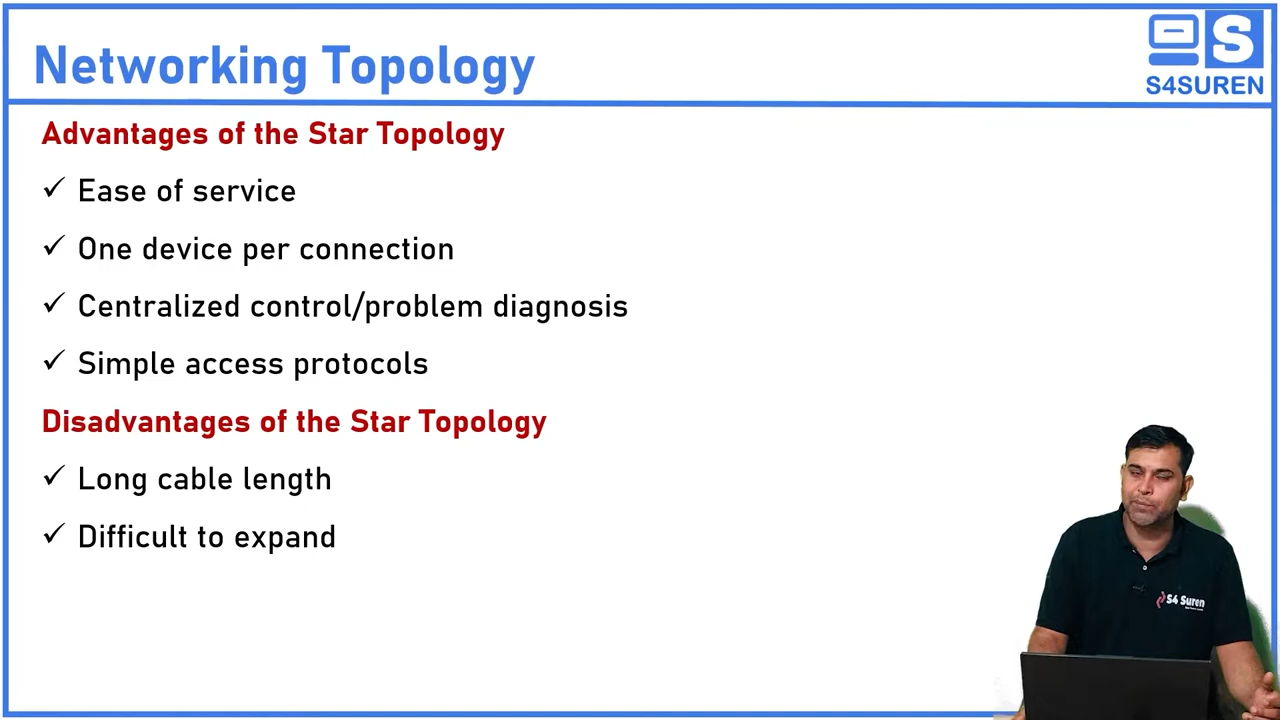 Networking Topology
S
S4SUREN
Advantages of the Star Topology
✓ Ease of service
✓ One device per connection
✓ Centralized control/problem diagnosis
✓ Simple access protocols
Disadvantages of the Star Topology
✓ Long cable length
✓ Difficult to expand
S4 Suren